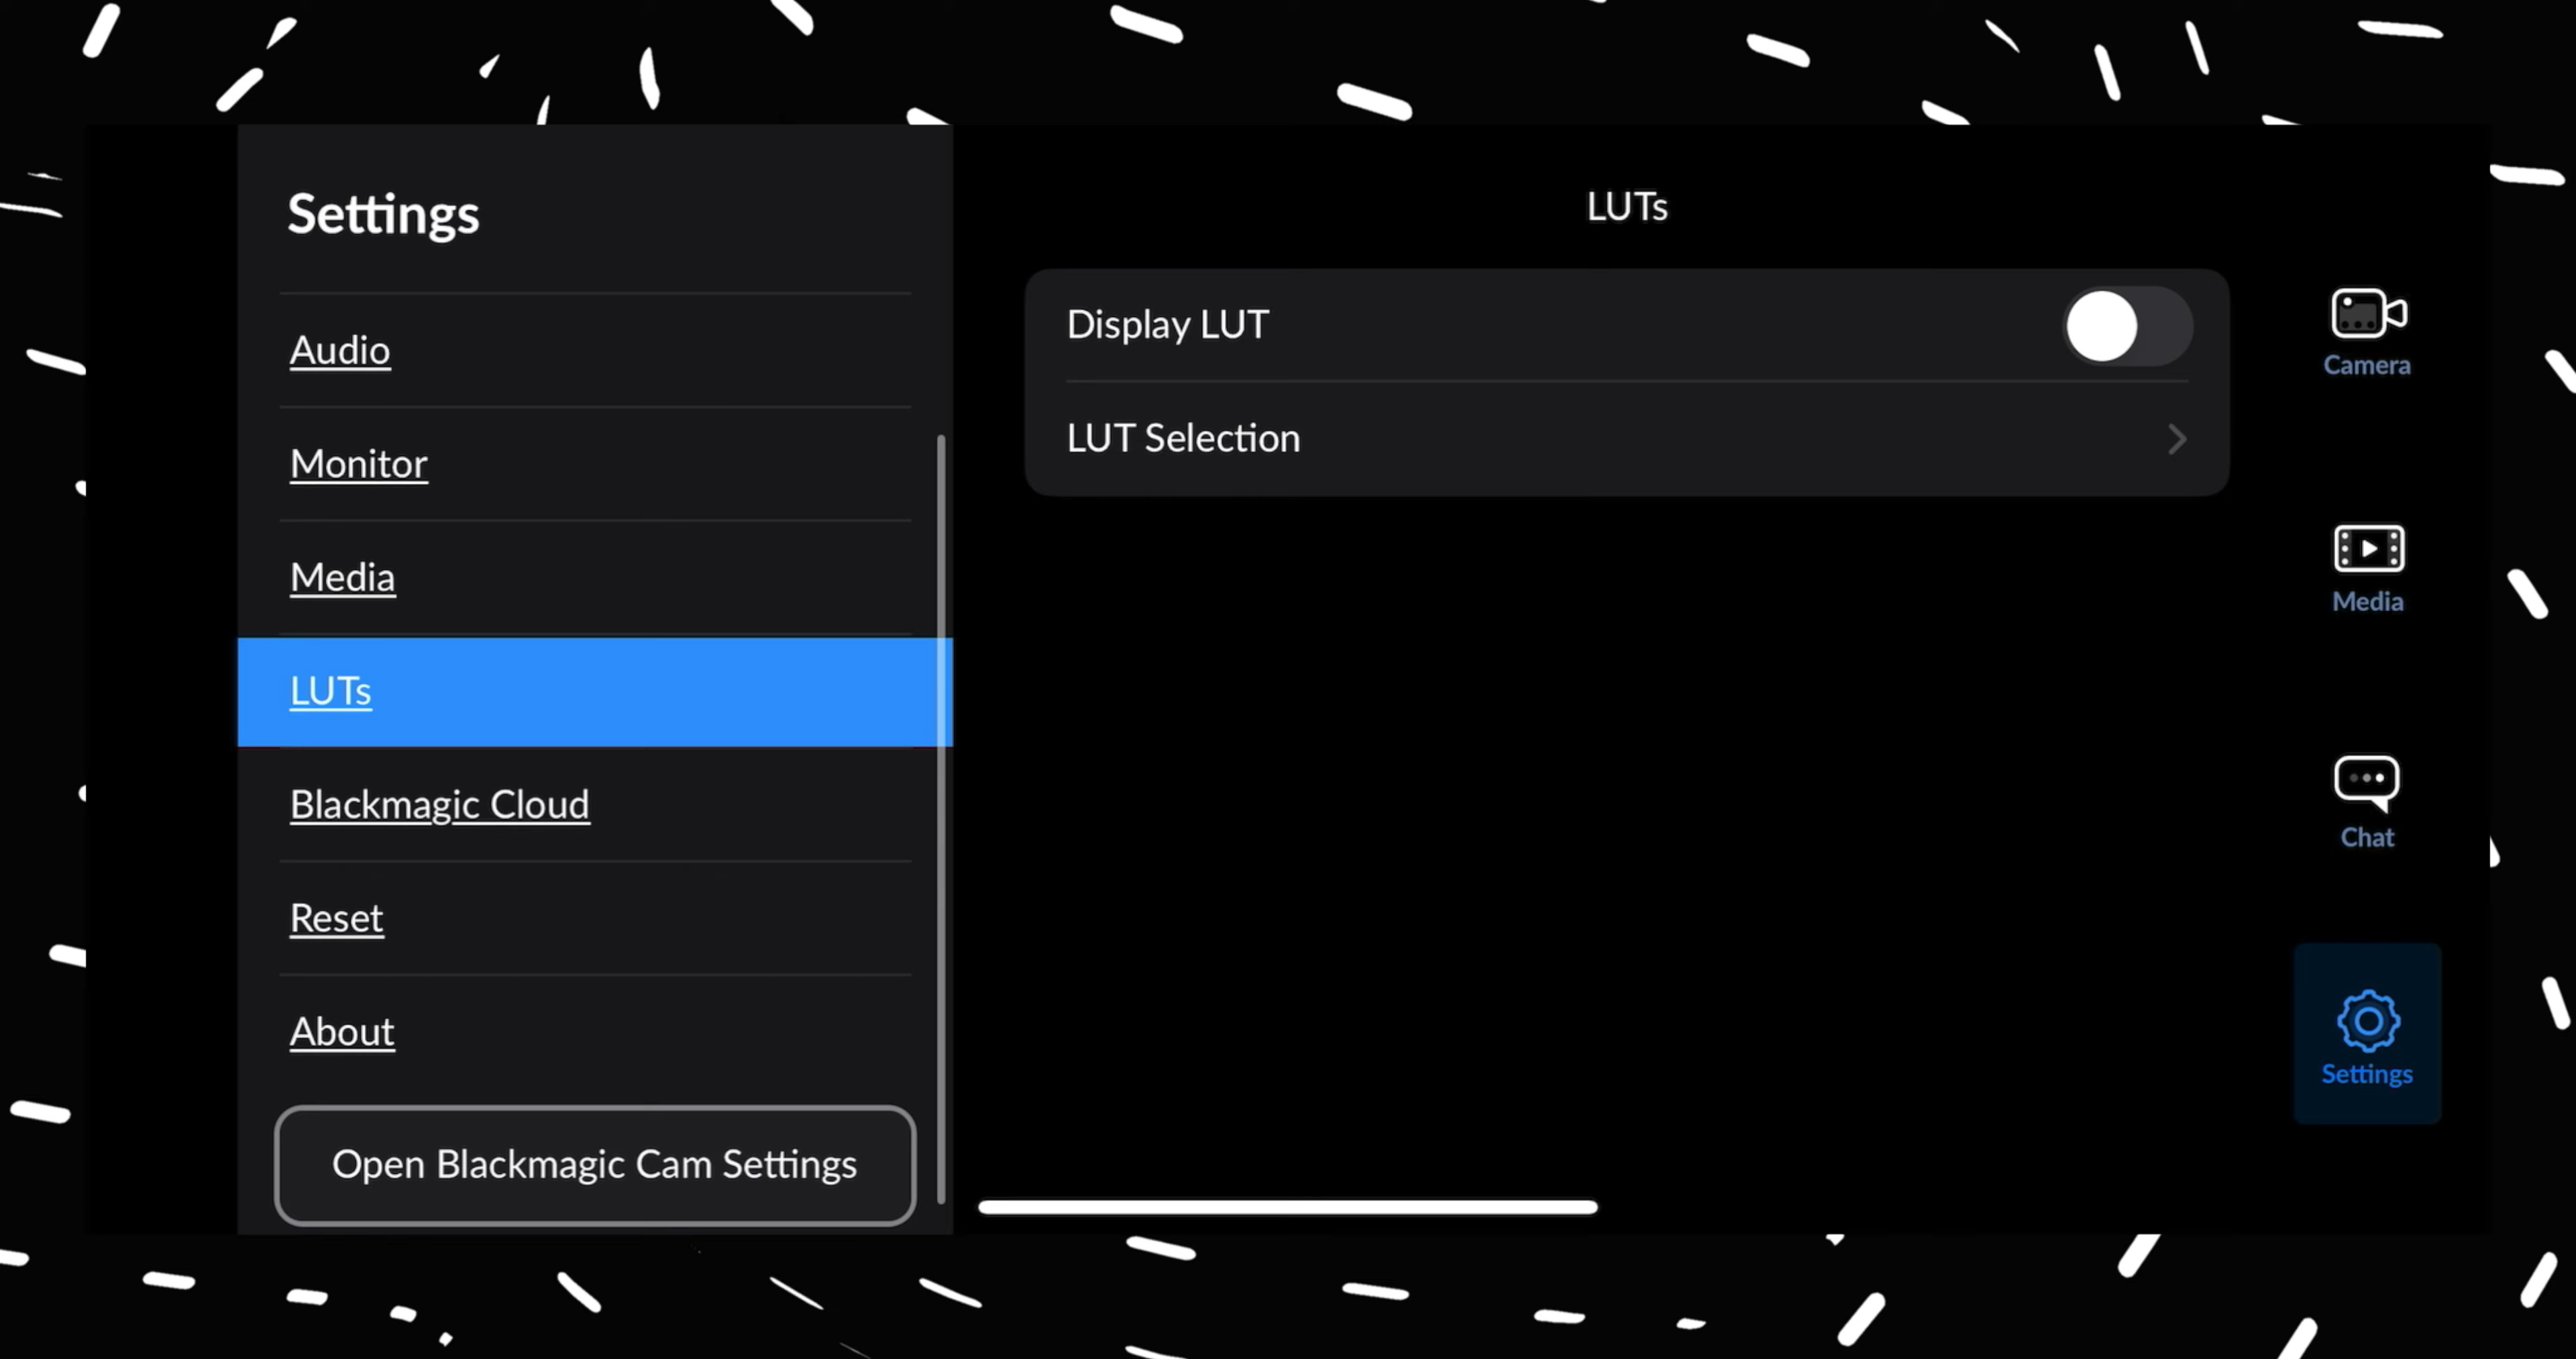 Settings
Audio
Monitor
Media
LUTs
Blackmagic Cloud
Reset
About
Open Blackmagic Cam Settings
LUTs
Display LUT
LUT Selection
Camera
Media
Chat
Settings